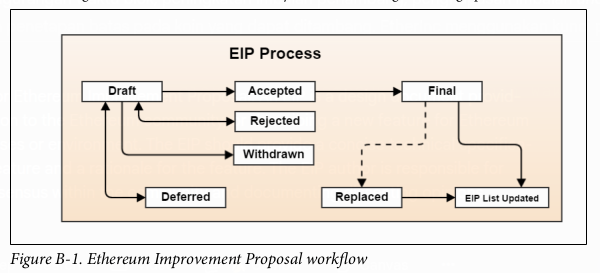 EIP Process
Draft
Accepted
Final
Rejected
Withdrawn
Deferred
Replaced
EIP List Updated
Figure B-1. Ethereum Improvement Proposal workflow